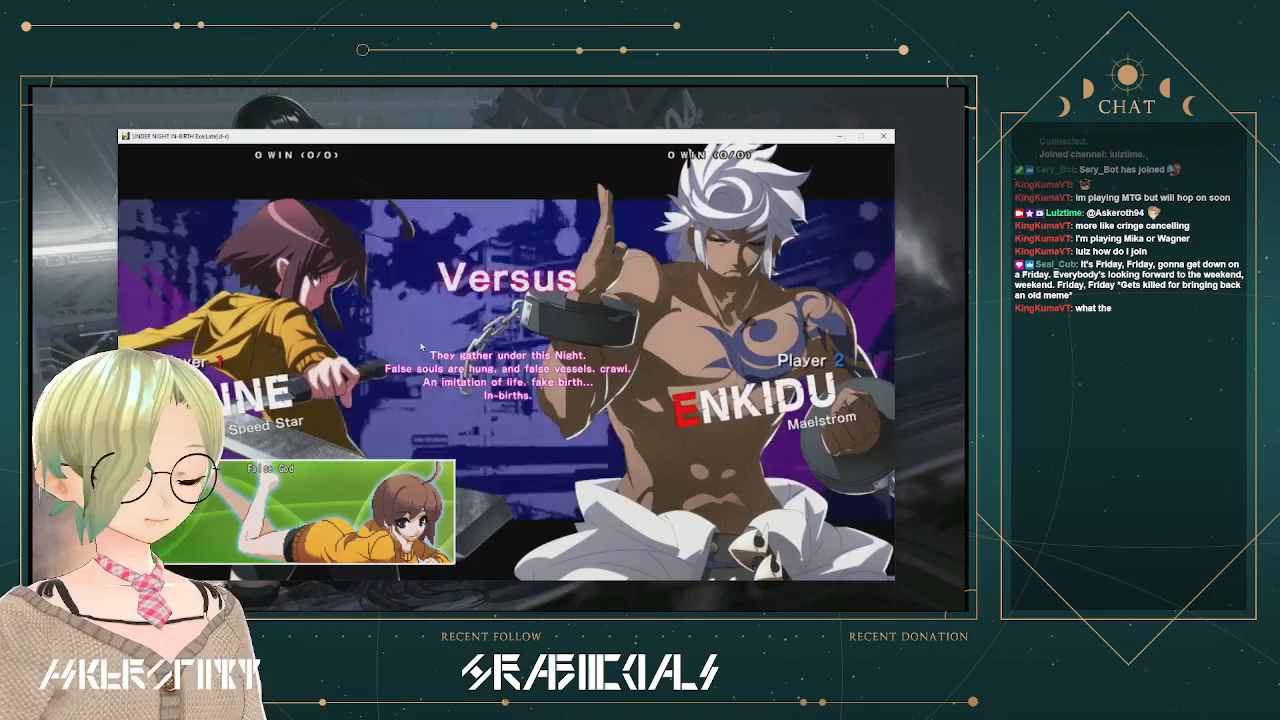 UNDER NIGHT IN-BIRTH Exe:Late[cl-r]
0 WIN (0/0)
0 WIN (0/0)
Versus
They gather under this Night.
False souls are hung, and false vessels, crawl.
An imitation of life, fake birth...
In-births.
Speed Star
Player 2
ENKIDU
Maelstrom
False God
CHAT
Connected.
Joined channel: lulztime.
Sery_Bot: Sery_Bot has joined
KingKumaVT:
KingKumaVT: im playing MTG but will hop on soon
Lulztime: @Askeroth94
KingKumaVT: more like cringe cancelling
KingKumaVT: I'm playing Mika or Wagner
KingKumaVT: lulz how do I join
Seal_Cub: It's Friday, Friday, gonna get down on
a Friday. Everybody's looking forward to the weekend,
weekend. Friday, Friday *Gets killed for bringing back
an old meme*
KingKumaVT: what the
RECENT FOLLOW
RECENT DONATION